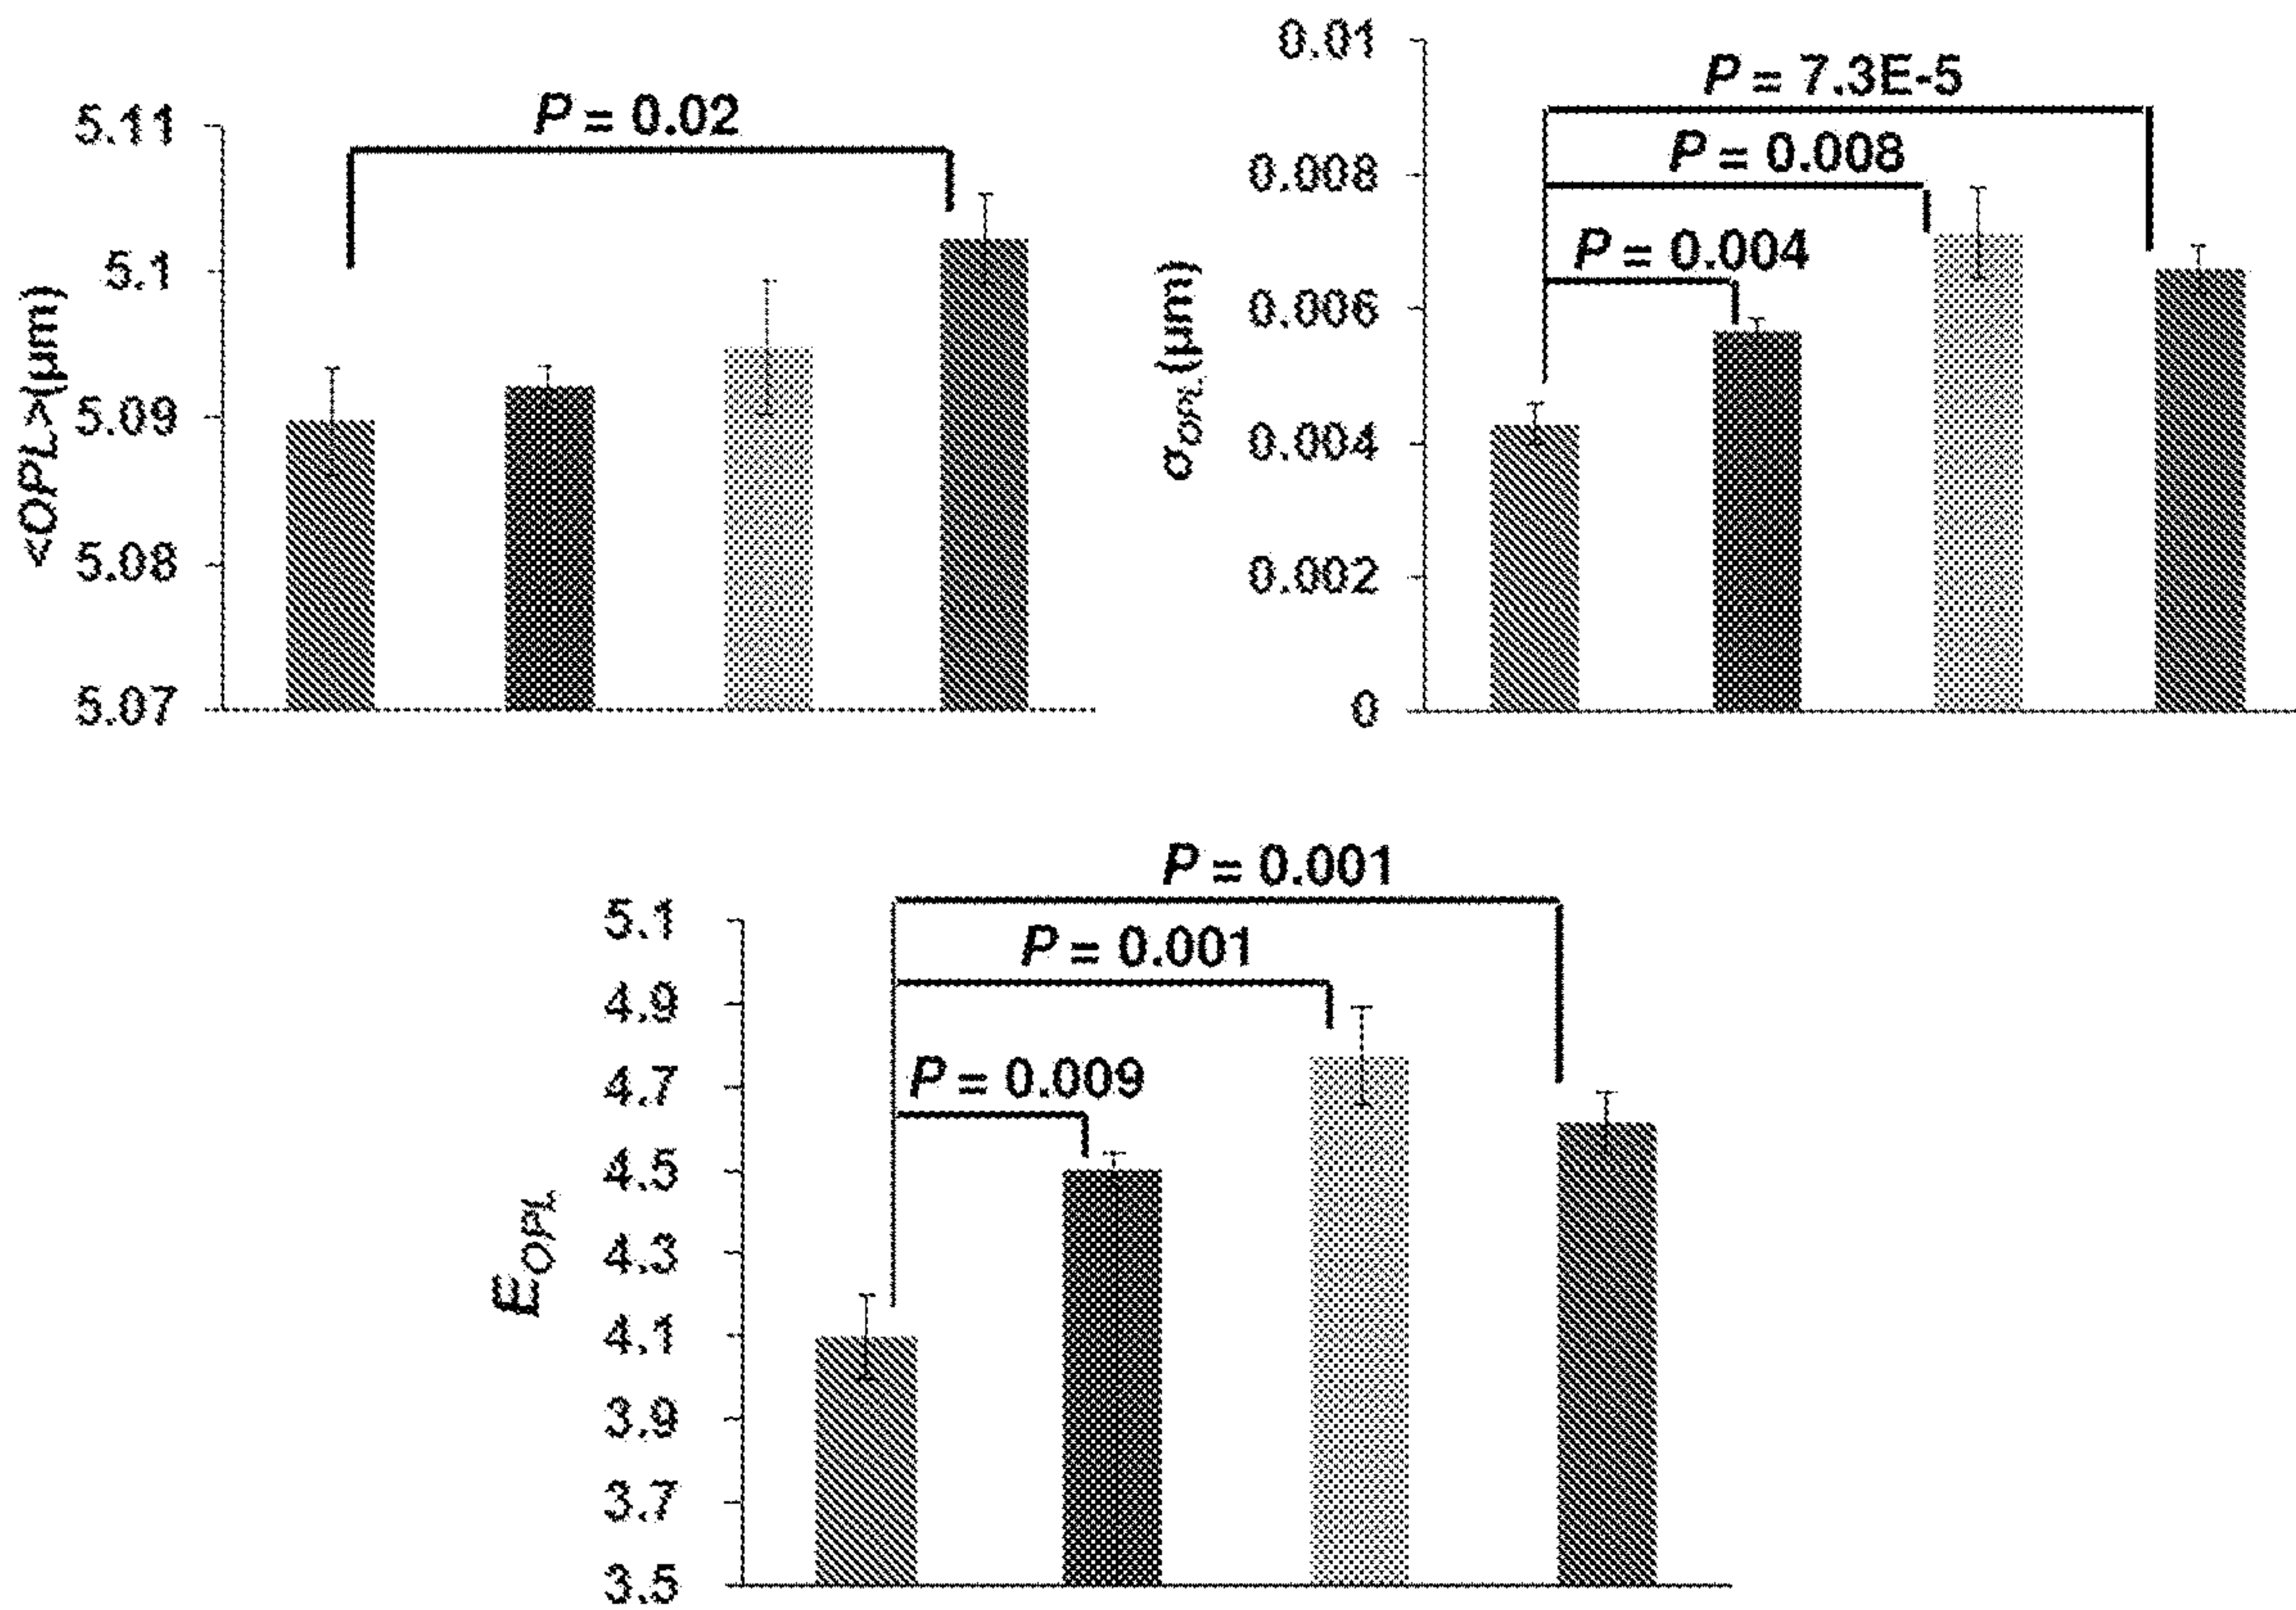 <OPL>(μm)
5.11
5.1
5.09
5.08
5.07
P = 0.02
σOPL(μm)
0.01
0.008
0.006
0.004
0.002
0
P = 7.3E-5
P = 0.008
P = 0.004
EOPL
5.1
4.9
4.7
4.5
4.3
4.1
3.9
3.7
3.5
P = 0.001
P = 0.001
P = 0.009